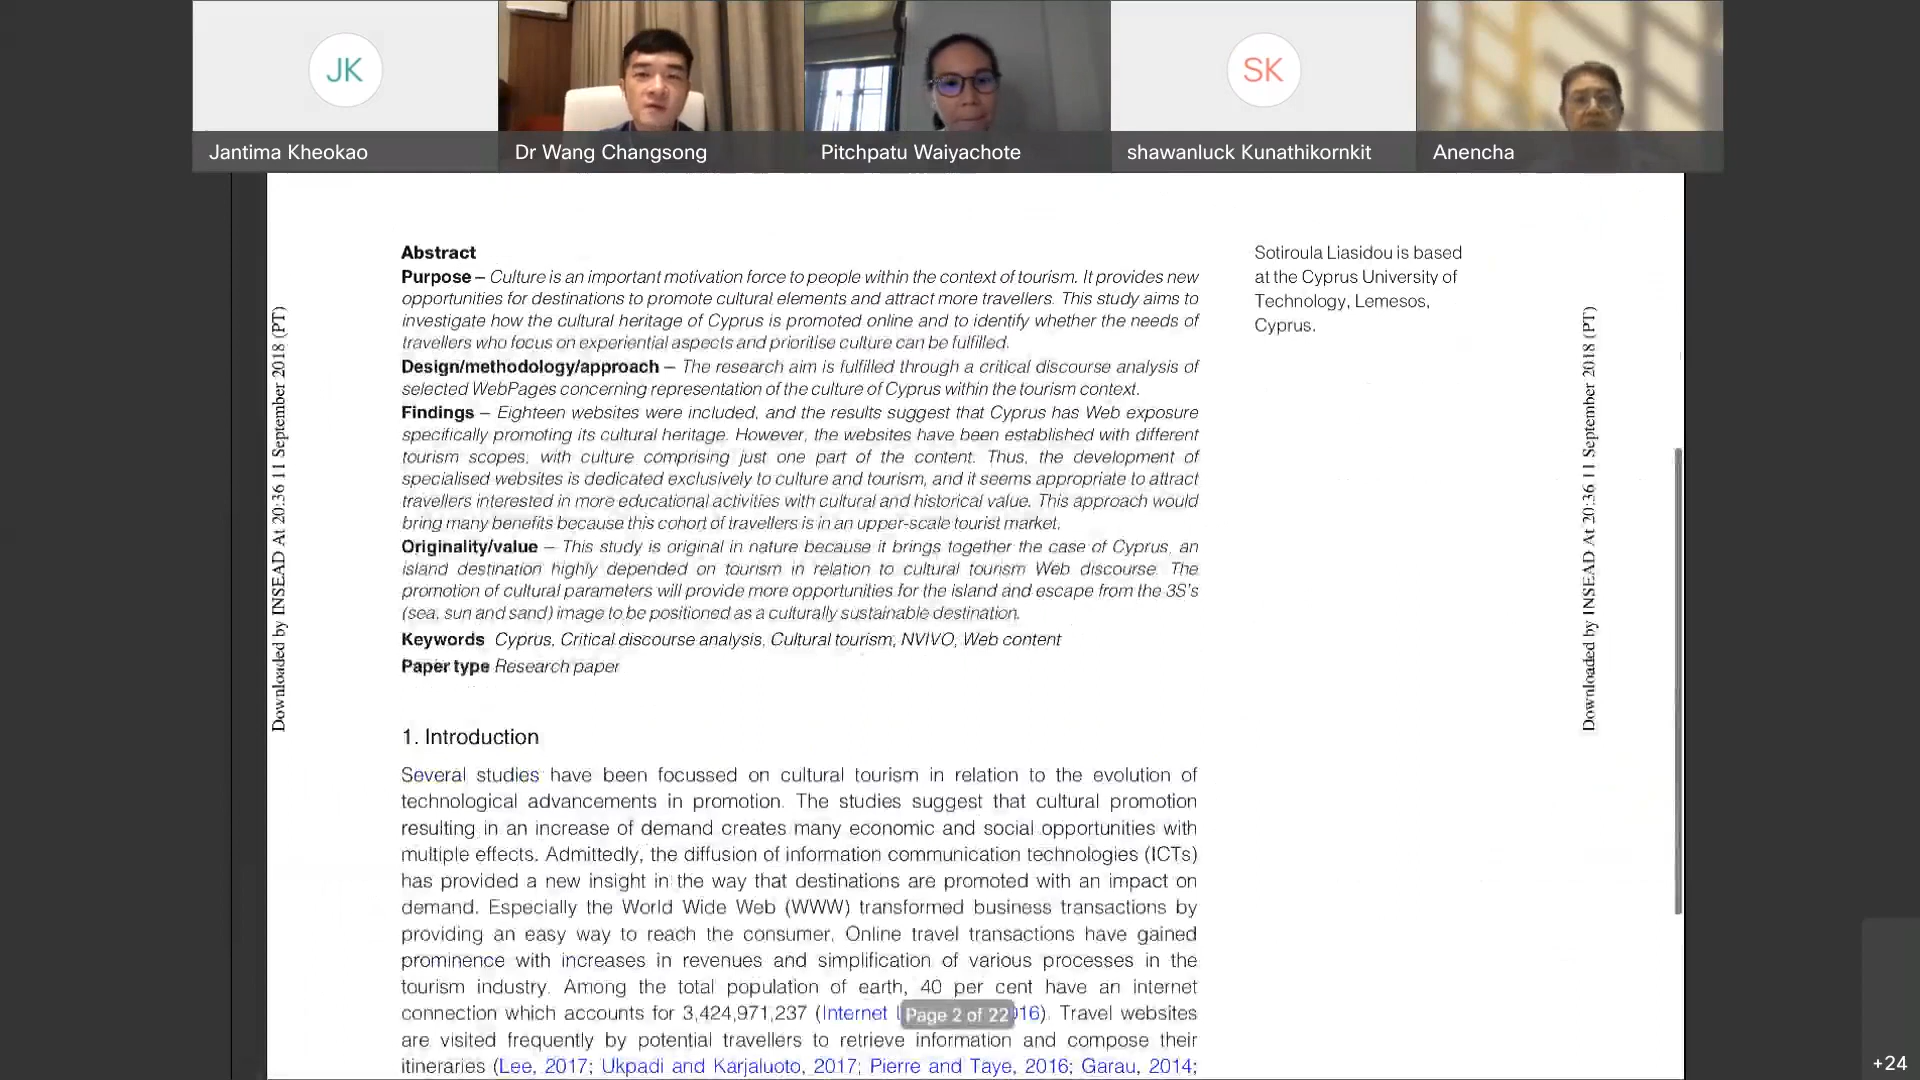 JK
SK
Jantima Kheokao
Dr Wang Changsong
Pitchpatu Waiyachote
shawanluck Kunathikornkit
Anencha
Downloaded by INSEAD At 20:36 11 September 2018 (PT)
Abstract
Purpose – Culture is an important motivation force to people within the context of tourism. It provides new
opportunities for destinations to promote cultural elements and attract more travellers. This study aims to
investigate how the cultural heritage of Cyprus is promoted online and to identify whether the needs of
travellers who focus on experiential aspects and prioritise culture can be fulfilled.
Design/methodology/approach – The research aim is fulfilled through a critical discourse analysis of
selected WebPages concerning representation of the culture of Cyprus within the tourism context.
Findings – Eighteen websites were included, and the results suggest that Cyprus has Web exposure
specifically promoting its cultural heritage. However, the websites have been established with different
tourism scopes, with culture comprising just one part of the content. Thus, the development of
specialised websites is dedicated exclusively to culture and tourism, and it seems appropriate to attract
travellers interested in more educational activities with cultural and historical value. This approach would
bring many benefits because this cohort of travellers is in an upper-scale tourist market.
Originality/value – This study is original in nature because it brings together the case of Cyprus, an
island destination highly depended on tourism in relation to cultural tourism Web discourse. The
promotion of cultural parameters will provide more opportunities for the island and escape from the 3S's
(sea, sun and sand) image to be positioned as a culturally sustainable destination.
Keywords Cyprus, Critical discourse analysis, Cultural tourism, NVIVO, Web content
Paper type Research paper
Sotiroula Liasidou is based
at the Cyprus University of
Technology, Lemesos,
Cyprus.
Downloaded by INSEAD At 20:36 11 September 2018 (PT)
1. Introduction
Several studies have been focussed on cultural tourism in relation to the evolution of
technological advancements in promotion. The studies suggest that cultural promotion
resulting in an increase of demand creates many economic and social opportunities with
multiple effects. Admittedly, the diffusion of information communication technologies (ICTs)
has provided a new insight in the way that destinations are promoted with an impact on
demand. Especially the World Wide Web (WWW) transformed business transactions by
providing an easy way to reach the consumer. Online travel transactions have gained
prominence with increases in revenues and simplification of various processes in the
tourism industry. Among the total population of earth, 40 per cent have an internet
connection which accounts for 3,424,971,237 (Internet 16). Travel websites
Page 2 of 22
are visited frequently by potential travellers to retrieve information and compose their
itineraries (Lee, 2017; Ukpadi and Karjaluoto, 2017; Pierre and Taye, 2016; Garau, 2014;
+24